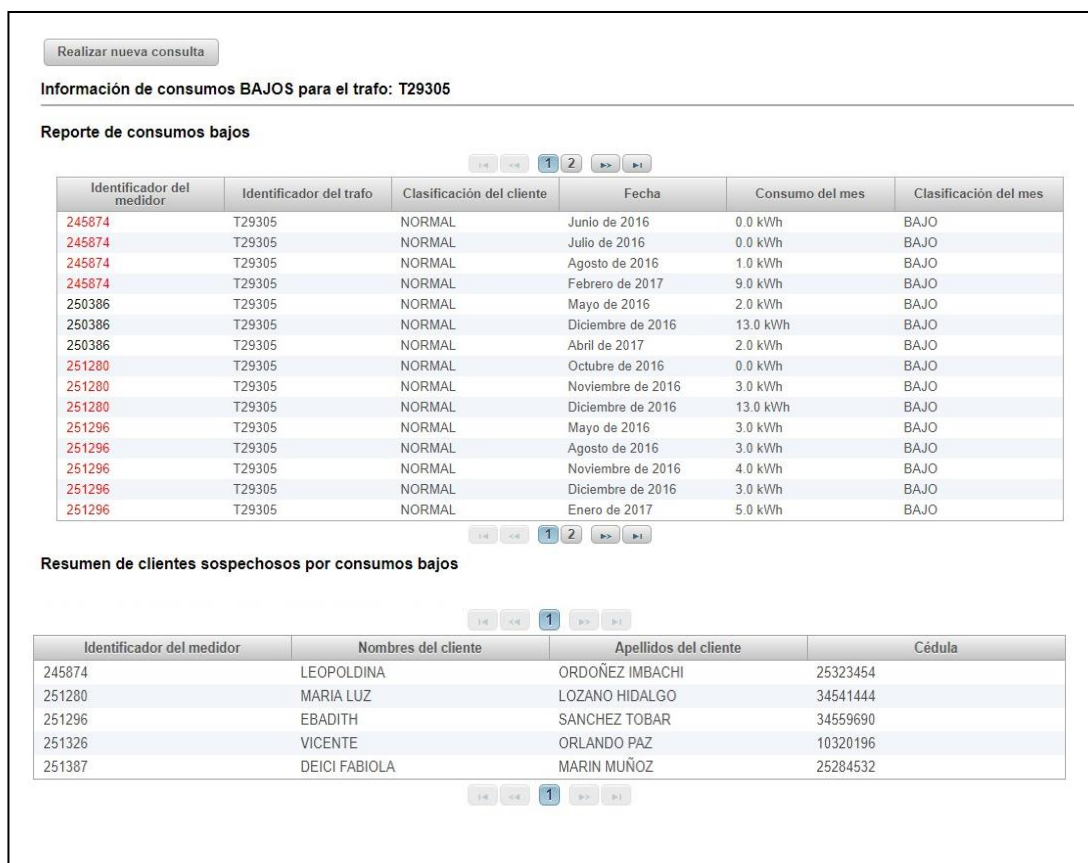 Realizar nueva consulta
Información de consumos BAJOS para el trafo: T29305
Reporte de consumos bajos
1 2
Identificador del medidor Identificador del trafo Clasificación del cliente Fecha Consumo del mes Clasificación del mes
245874 T29305 NORMAL Junio de 2016 0.0 kWh BAJO
245874 T29305 NORMAL Julio de 2016 0.0 kWh BAJO
245874 T29305 NORMAL Agosto de 2016 1.0 kWh BAJO
245874 T29305 NORMAL Febrero de 2017 9.0 kWh BAJO
250386 T29305 NORMAL Mayo de 2016 2.0 kWh BAJO
250386 T29305 NORMAL Diciembre de 2016 13.0 kWh BAJO
250386 T29305 NORMAL Abril de 2017 2.0 kWh BAJO
251280 T29305 NORMAL Octubre de 2016 0.0 kWh BAJO
251280 T29305 NORMAL Noviembre de 2016 3.0 kWh BAJO
251280 T29305 NORMAL Diciembre de 2016 13.0 kWh BAJO
251296 T29305 NORMAL Mayo de 2016 3.0 kWh BAJO
251296 T29305 NORMAL Agosto de 2016 3.0 kWh BAJO
251296 T29305 NORMAL Noviembre de 2016 4.0 kWh BAJO
251296 T29305 NORMAL Diciembre de 2016 3.0 kWh BAJO
251296 T29305 NORMAL Enero de 2017 5.0 kWh BAJO
1 2
Resumen de clientes sospechosos por consumos bajos
1
Identificador del medidor Nombres del cliente Apellidos del cliente Cédula
245874 LEOPOLDINA ORDOÑEZ IMBACHI 25323454
251280 MARIA LUZ LOZANO HIDALGO 34541444
251296 EBADITH SANCHEZ TOBAR 34559690
251326 VICENTE ORLANDO PAZ 10320196
251387 DEICI FABIOLA MARIN MUÑOZ 25284532
1